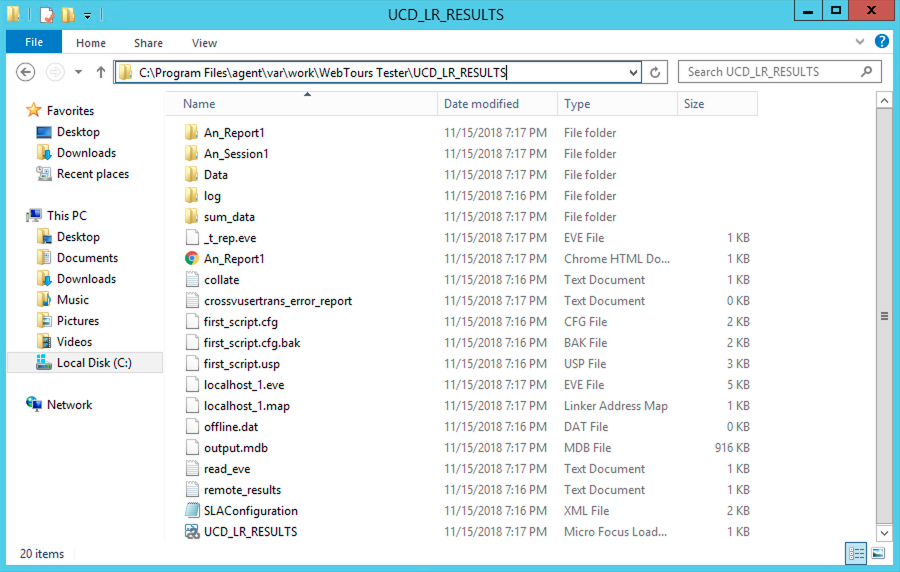 UCD_LR_RESULTS
File Home Share View
C:\Program Files\agent\var\work\WebTours Tester\UCD_LR_RESULTS Search UCD_LR_RESULTS
Favorites
Desktop
Downloads
Recent places
This PC
Desktop
Documents
Downloads
Music
Pictures
Videos
Local Disk (C:)
Network
Name Date modified Type Size
An_Report1 11/15/2018 7:17 PM File folder
An_Session1 11/15/2018 7:17 PM File folder
Data 11/15/2018 7:17 PM File folder
log 11/15/2018 7:16 PM File folder
sum_data 11/15/2018 7:17 PM File folder
_t_rep.eve 11/15/2018 7:17 PM EVE File 1 KB
An_Report1 11/15/2018 7:17 PM Chrome HTML Do... 1 KB
collate 11/15/2018 7:17 PM Text Document 1 KB
crossvusertrans_error_report 11/15/2018 7:17 PM Text Document 0 KB
first_script.cfg 11/15/2018 7:16 PM CFG File 2 KB
first_script.cfg.bak 11/15/2018 7:16 PM BAK File 2 KB
first_script.usp 11/15/2018 7:16 PM USP File 3 KB
localhost_1.eve 11/15/2018 7:17 PM EVE File 5 KB
localhost_1.map 11/15/2018 7:17 PM Linker Address Map 1 KB
offline.dat 11/15/2018 7:16 PM DAT File 0 KB
output.mdb 11/15/2018 7:17 PM MDB File 916 KB
read_eve 11/15/2018 7:17 PM Text Document 1 KB
remote_results 11/15/2018 7:16 PM Text Document 1 KB
SLAConfiguration 11/15/2018 7:16 PM XML File 2 KB
UCD_LR_RESULTS 11/15/2018 7:17 PM Micro Focus Load... 1 KB
20 items